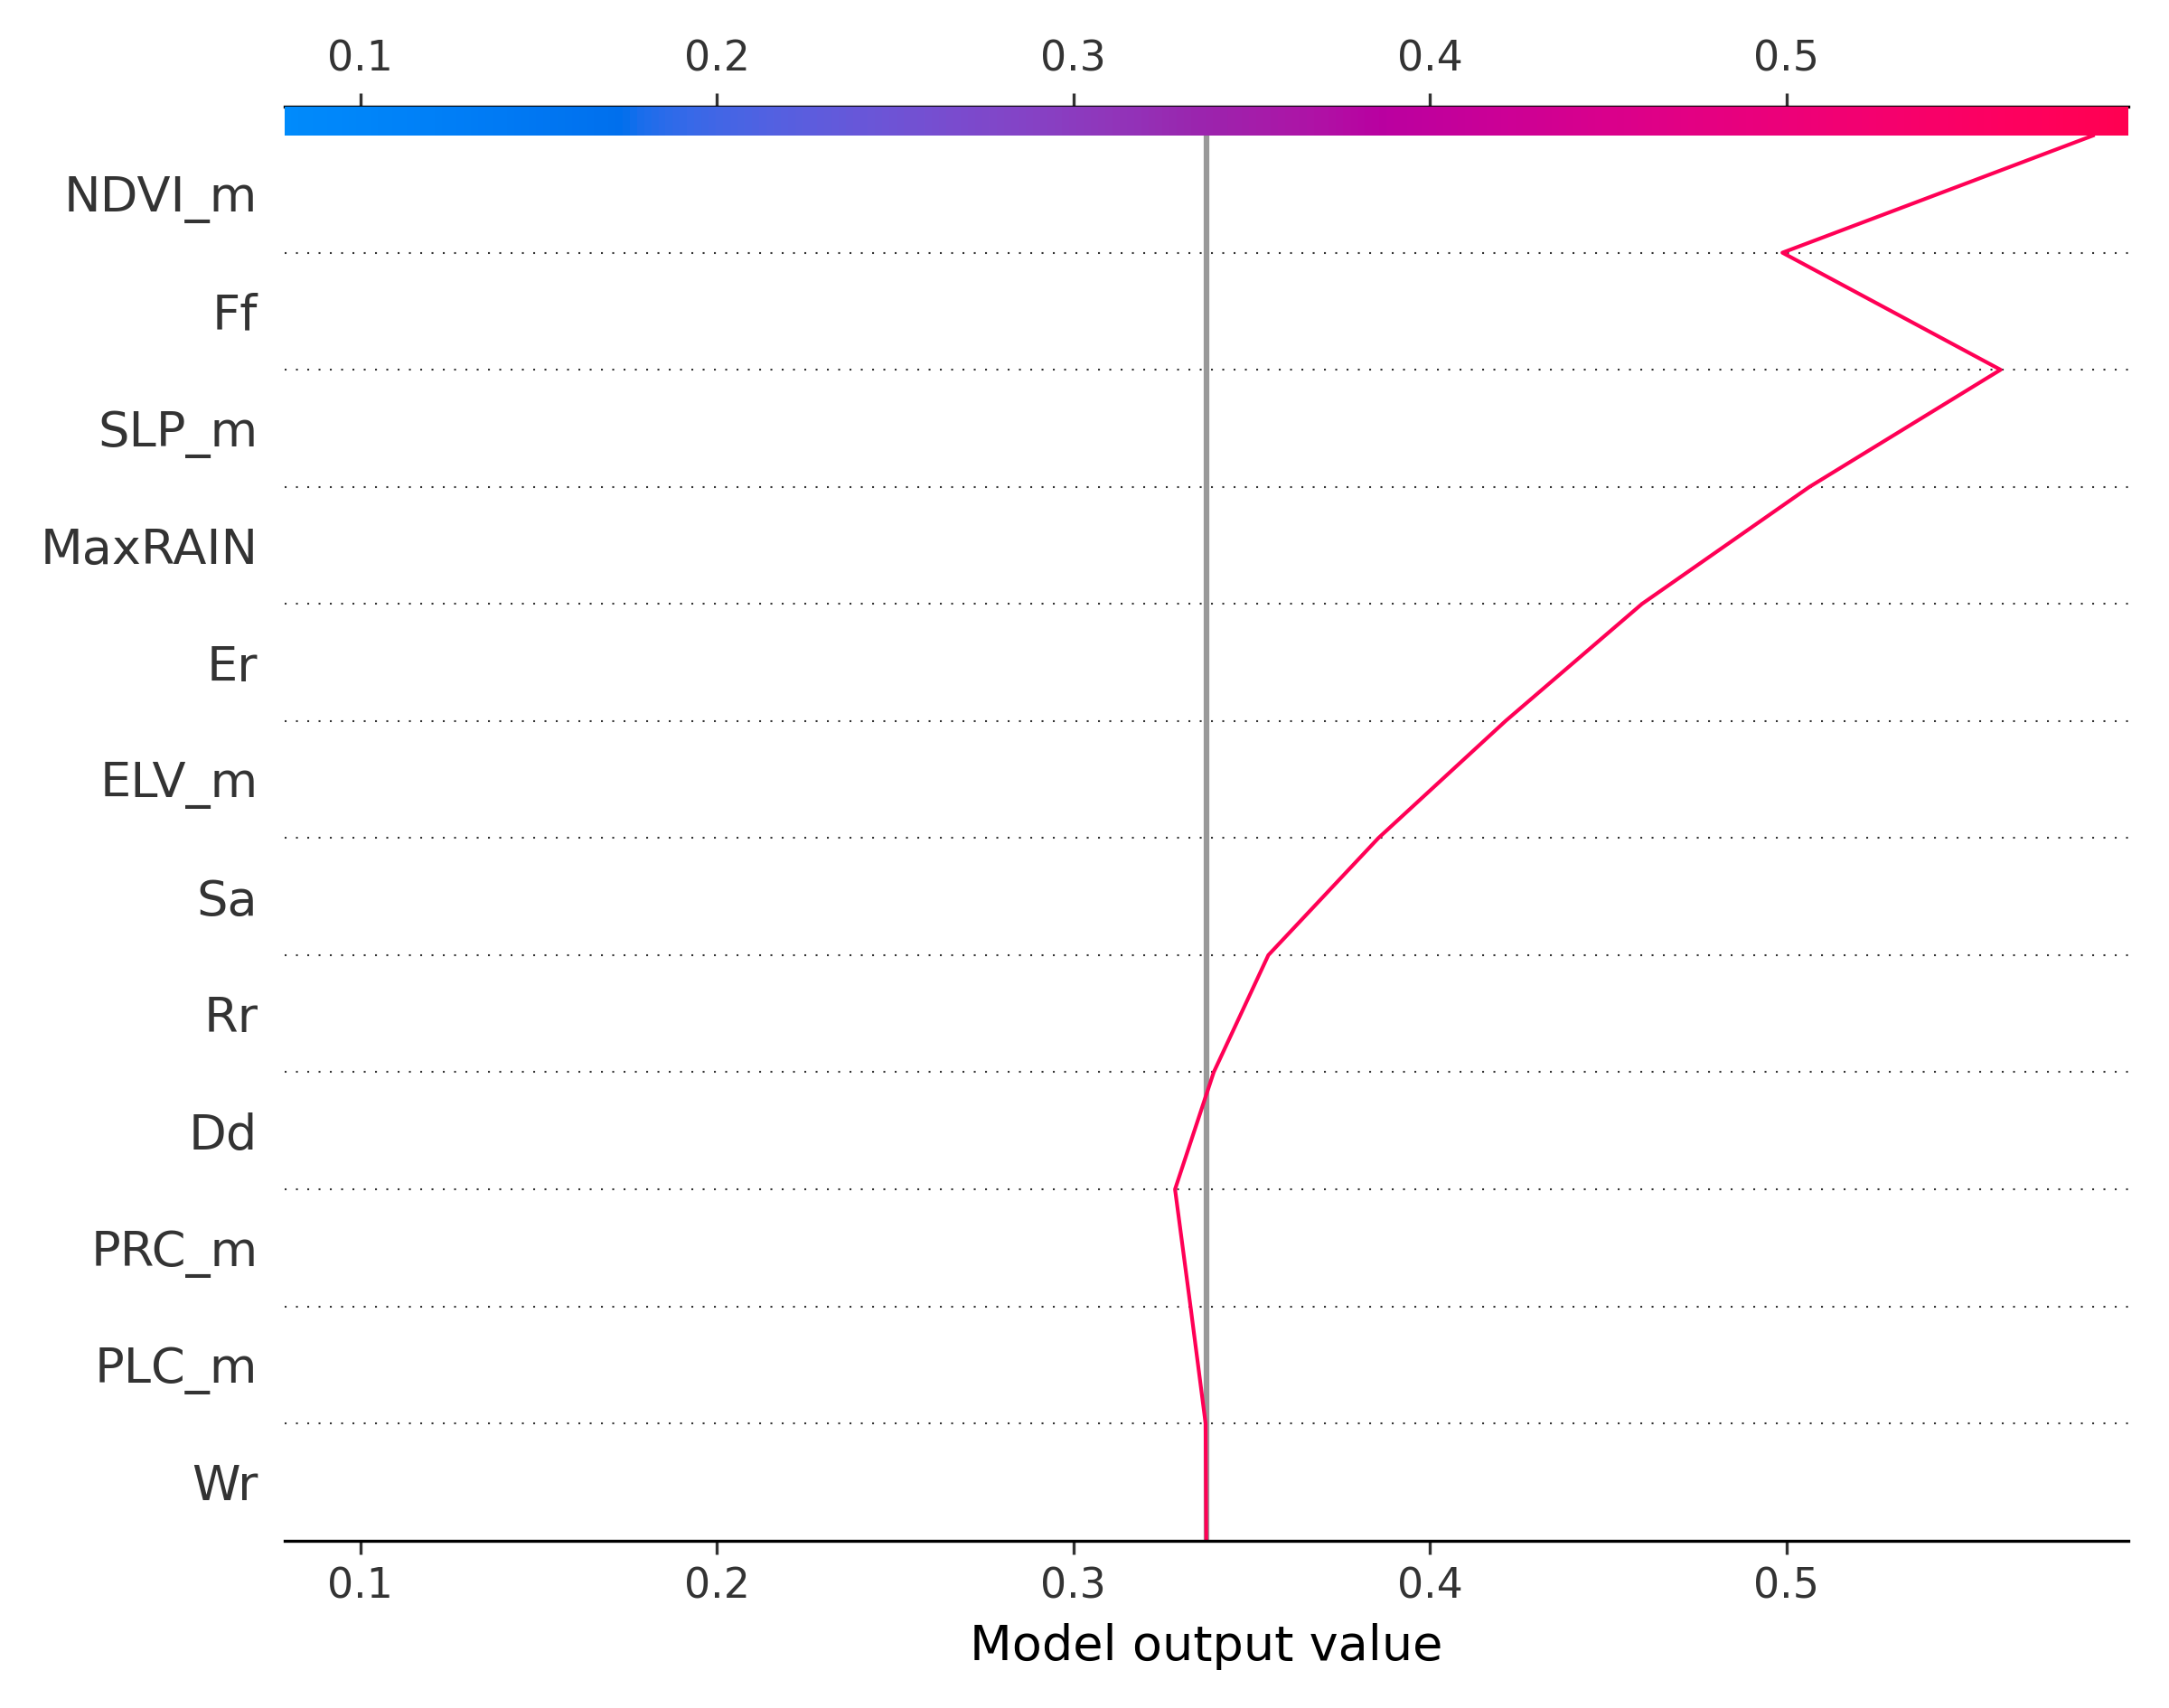 0.1 0.2 0.3 0.4 0.5
NDVI_m
Ff
SLP_m
MaxRAIN
Er
ELV_m
Sa
Rr
Dd
PRC_m
PLC_m
Wr
0.1 0.2 0.3 0.4 0.5
Model output value